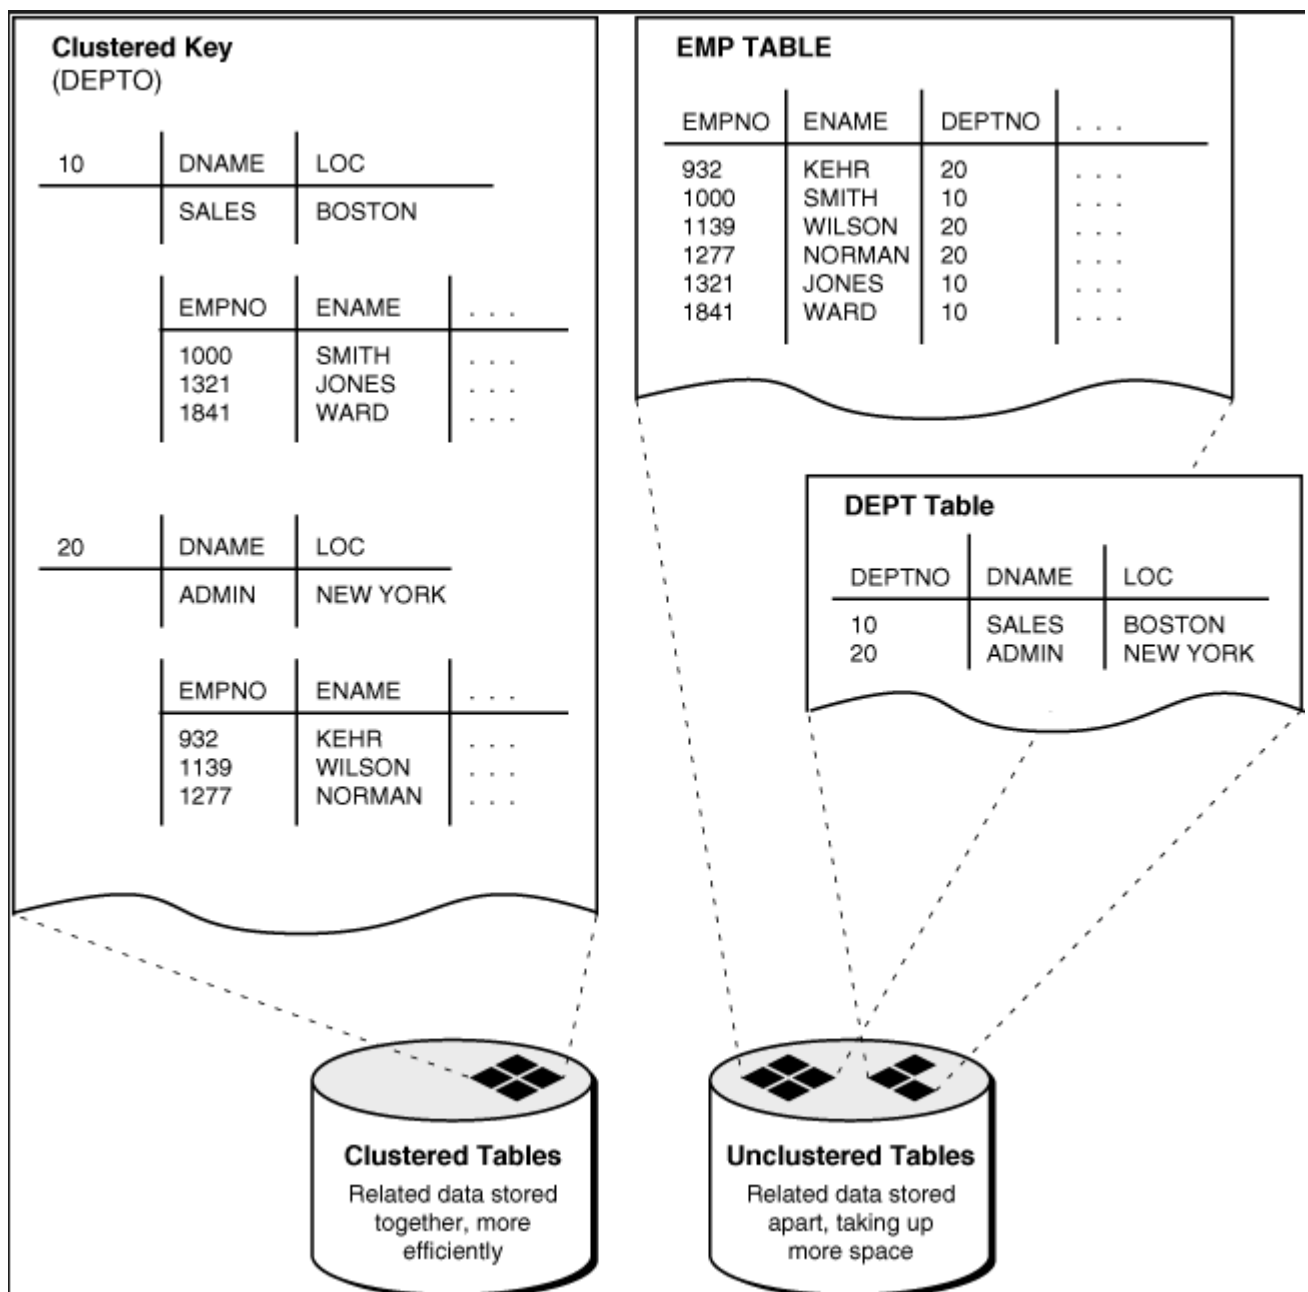 Clustered Key
(DEPTO)
10 DNAME LOC
SALES BOSTON
EMPNO ENAME . . .
1000 SMITH . . .
1321 JONES . . .
1841 WARD . . .
20 DNAME LOC
ADMIN NEW YORK
EMPNO ENAME . . .
932 KEHR . . .
1139 WILSON . . .
1277 NORMAN . . .
EMP TABLE
EMPNO ENAME DEPTNO . . .
932 KEHR 20 . . .
1000 SMITH 10 . . .
1139 WILSON 20 . . .
1277 NORMAN 20 . . .
1321 JONES 10 . . .
1841 WARD 10 . . .
DEPT Table
DEPTNO DNAME LOC
10 SALES BOSTON
20 ADMIN NEW YORK
Clustered Tables
Related data stored
together, more
efficiently
Unclustered Tables
Related data stored
apart, taking up
more space